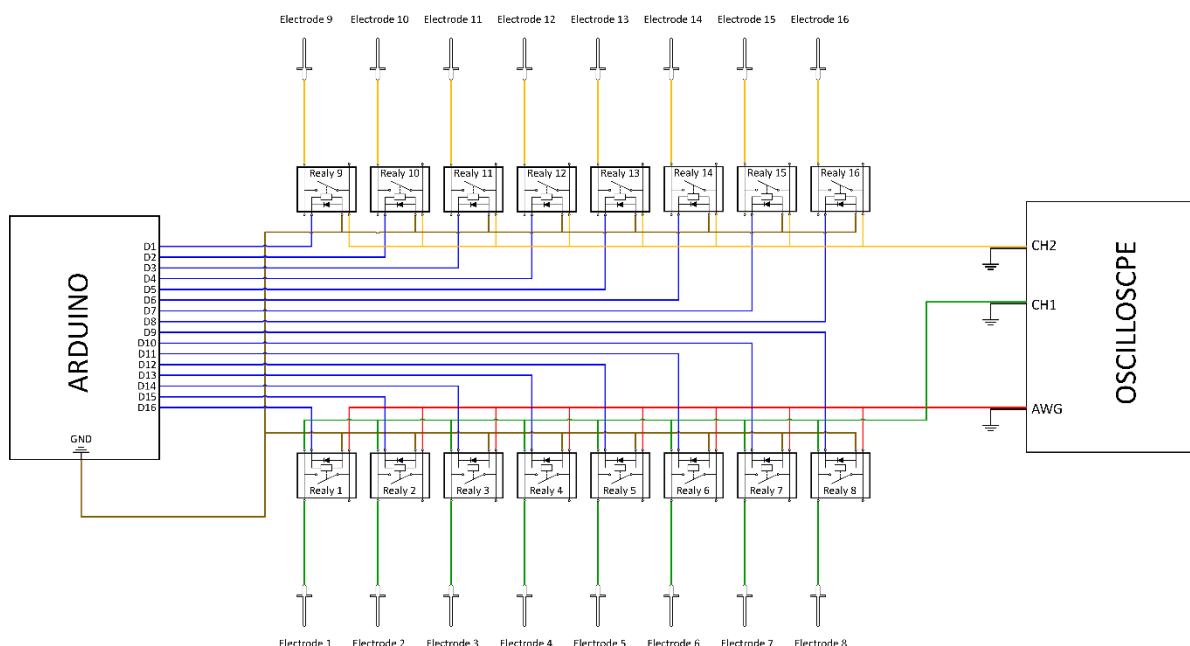 Electrode 9 Electrode 10 Electrode 11 Electrode 12 Electrode 13 Electrode 14 Electrode 15 Electrode 16
Realy 9 Realy 10 Realy 11 Realy 12 Realy 13 Realy 14 Realy 15 Realy 16
ARDUINO
D1
D2
D3
D4
D5
D6
D7
D8
D9
D10
D11
D12
D13
D14
D15
D16
GND
CH2
CH1
AWG
OSCILLOSCPE
Realy 1 Realy 2 Realy 3 Realy 4 Realy 5 Realy 6 Realy 7 Realy 8
Electrode 1 Electrode 2 Electrode 3 Electrode 4 Electrode 5 Electrode 6 Electrode 7 Electrode 8